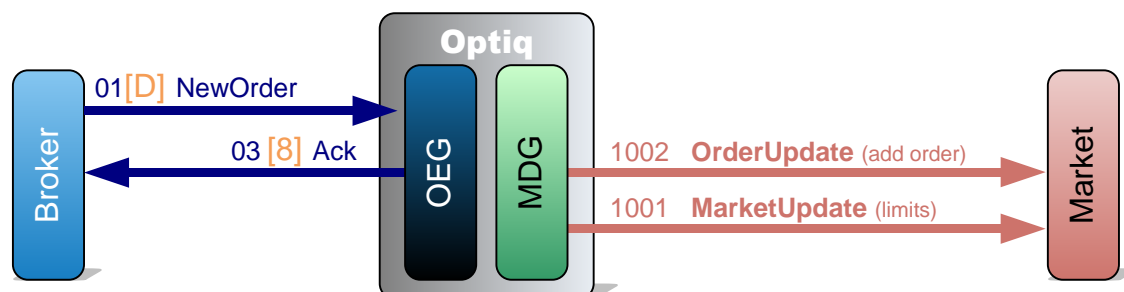 Optiq
01[D] NewOrder
03 [8] Ack
Broker
OEG
MDG
1002 OrderUpdate (add order)
1001 MarketUpdate (limits)
Market